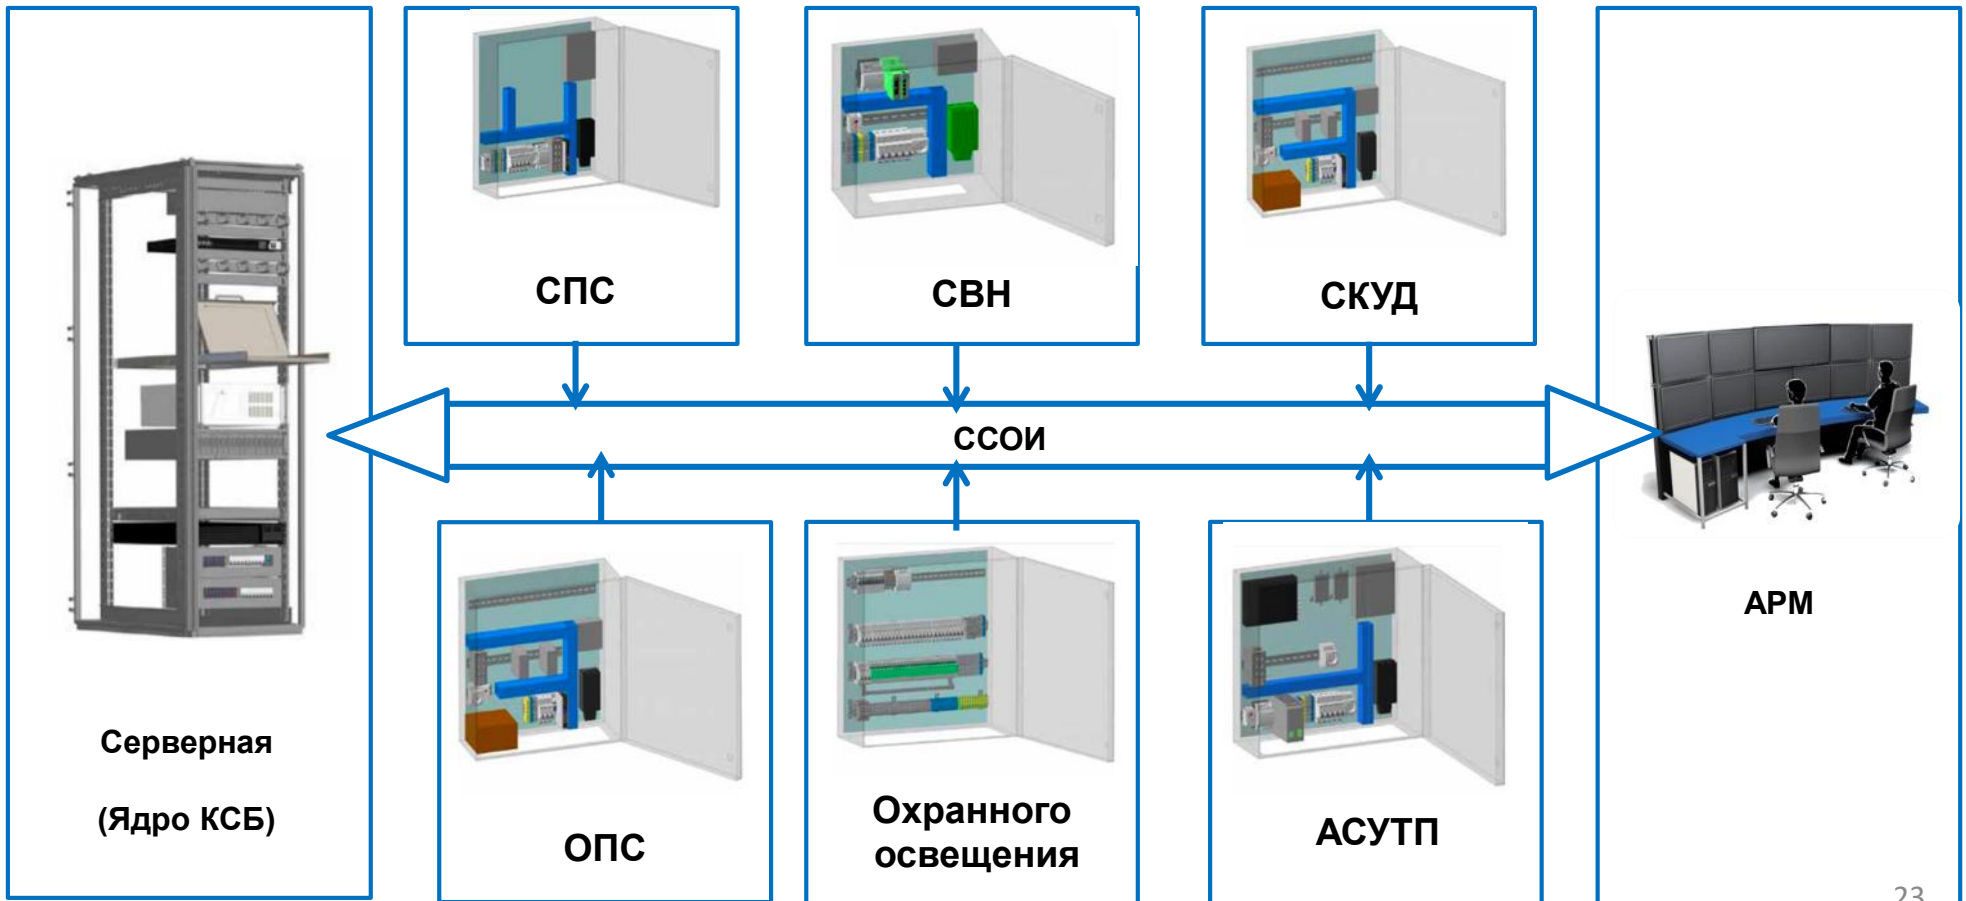 СПС
СВН
СКУД
ССОИ
АРМ
Серверная
(Ядро КСБ)
ОПС
Охранного
освещения
АСУТП
23